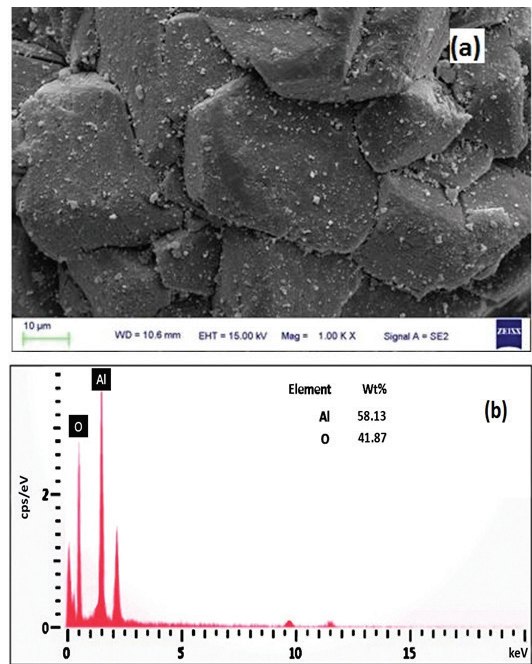 (a)
10 µm
WD = 10.6 mm EHT = 15.00 kV Mag = 1.00 K X Signal A = SE2
ZEISS
(b)
Element Wt%
Al 58.13
O 41.87
Al
O
cps/eV
2
0
0 5 10 15 keV